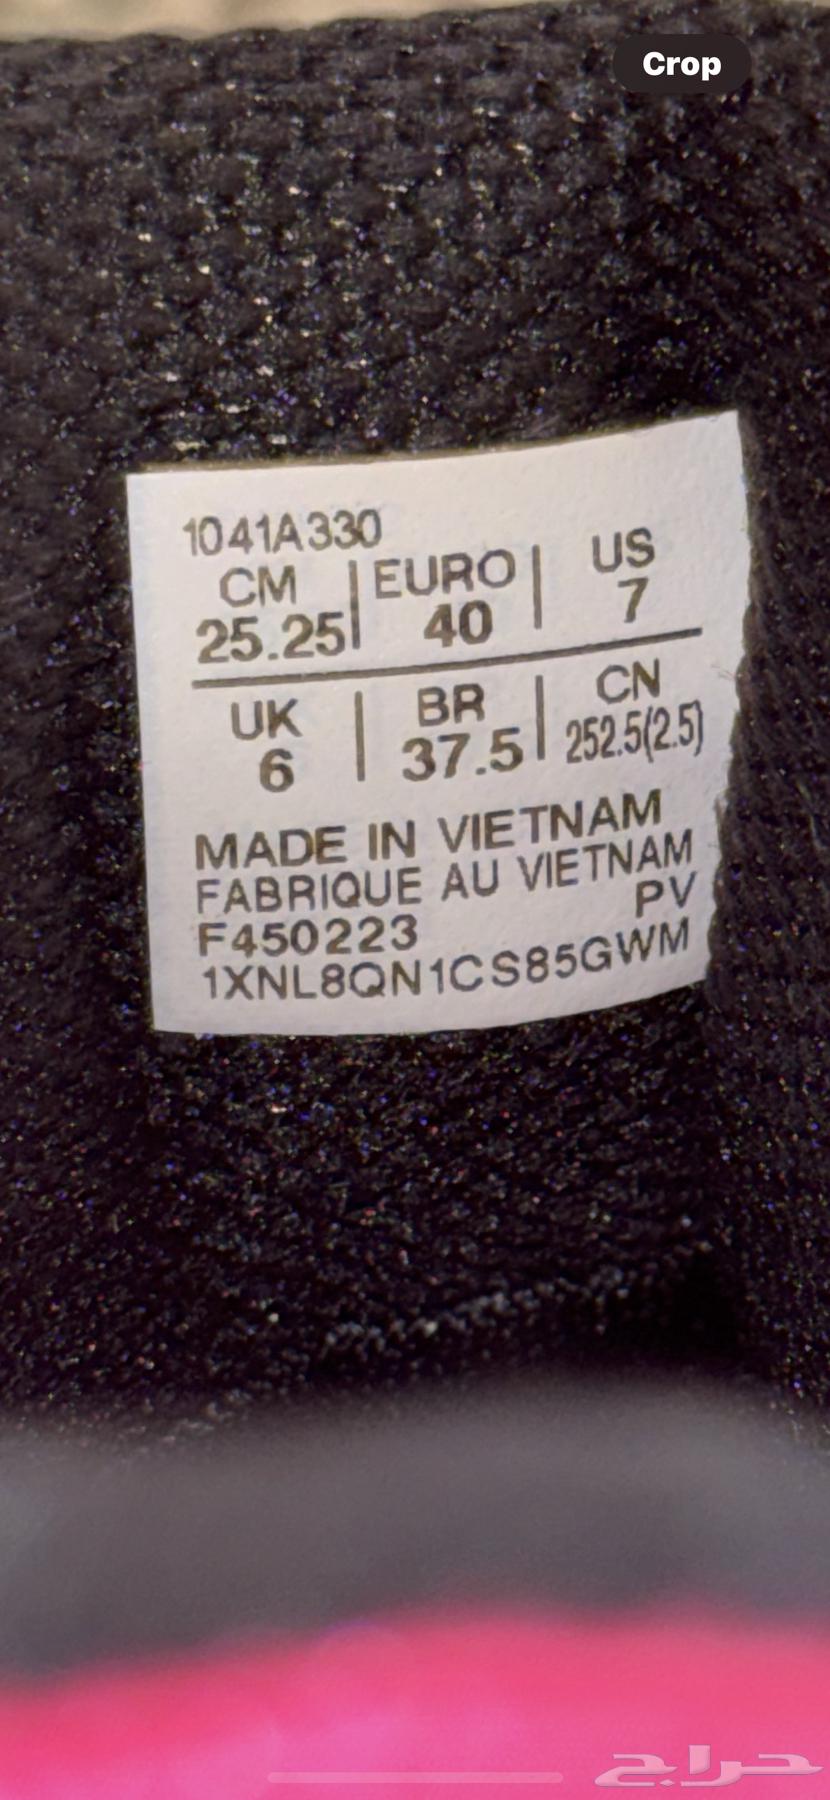 Crop
1041A330
CM EURO US
25.25 40 7
UK BR CN
6 37.5 252.5(2.5)
MADE IN VIETNAM
FABRIQUE AU VIETNAM
PV
F450223
1XNL8QN1CS85GWM
حراج